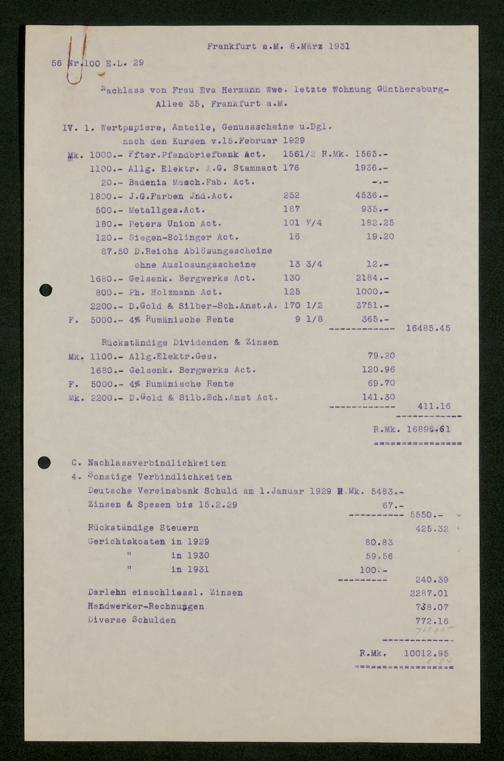 Frankfurt a.M. 8.März 1931
56 Nr.100 E.L. 29
Nachlass von Frau Eva Hermann Wwe. letzte Wohnung Günthersburg-
Allee 35, Frankfurt a.M.
IV. 1. Wertpapiere, Anteile, Genussscheine u.Dgl.
nach den Kursen v.15.Februar 1929
Mk. 1000.- Ffter.Pfandbriefbank Act. 1561/2 R.Mk. 1565.-
1100.- Allg. Elektr. A.G. Stammact 176 1936.-
20.- Badenia Masch.Fab. Act. -.-
1800.- J.G.Farben Jnd.Act. 252 4536.-
500.- Metallges.Act. 187 935.-
180.- Peters Union Act. 101 1/4 182.25
120.- Siegen-Solinger Act. 16 19.20
87.50 D.Reichs Ablösungsscheine
ohne Auslosungsscheine 13 3/4 12.-
1680.- Gelsenk. Bergwerks Act. 130 2184.-
800.- Ph. Holzmann Act. 125 1000.-
2200.- D.Gold & Silber-Sch.Anst.A. 170 1/2 3751.-
F. 5000.- 4% Rumänische Rente 9 1/8 365.-
16485.45
Rückständige Dividenden & Zinsen
Mk. 1100.- Allg.Elektr.Ges. 79.20
1680.- Gelsenk. Bergwerks Act. 120.96
F. 5000.- 4% Rumänische Rente 69.70
Mk. 2200.- D.Gold & Silb.Sch.Anst Act. 141.30
411.16
R.Mk. 16896.61
C. Nachlassverbindlichkeiten
4. Sonstige Verbindlichkeiten
Deutsche Vereinsbank Schuld am 1.Januar 1929 R.Mk. 5483.-
Zinsen & Spesen bis 15.2.29 67.-
5550.-
Rückständige Steuern 425.32
Gerichtskosten in 1929 80.83
" in 1930 59.56
" in 1931 100.-
240.39
Darlehn einschliessl. Zinsen 2287.01
Handwerker-Rechnungen 738.07
Diverse Schulden 772.16
R.Mk. 10012.95